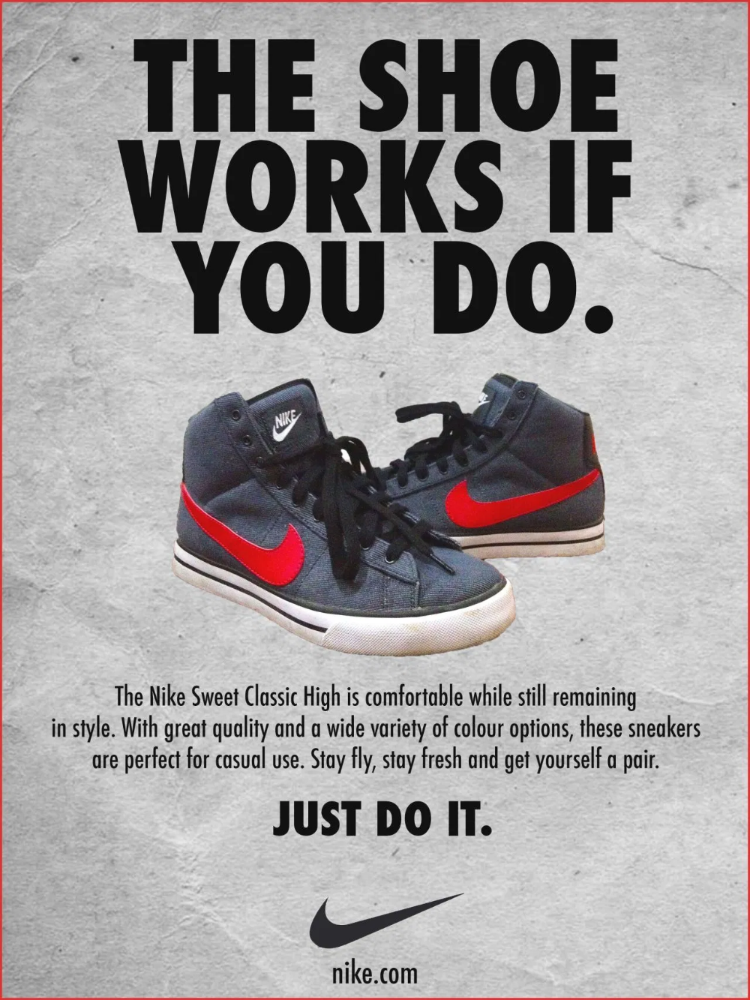 THE SHOE
WORKS IF
YOU DO.
NIKE
The Nike Sweet Classic High is comfortable while still remaining
in style. With great quality and a wide variety of colour options, these sneakers
are perfect for casual use. Stay fly, stay fresh and get yourself a pair.
JUST DO IT.
nike.com